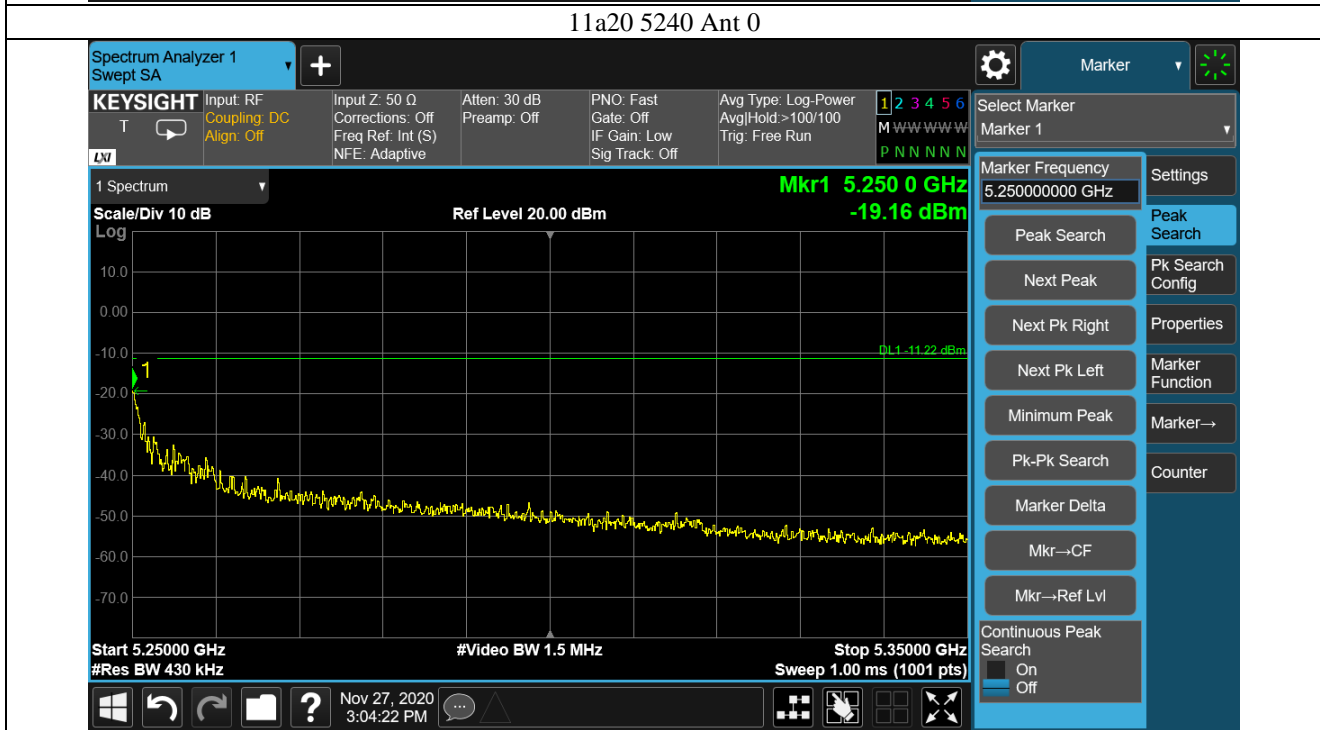 11a20 5240 Ant 0
Spectrum Analyzer 1
Swept SA
Marker
KEYSIGHT
T
LXI
Input: RF
Coupling: DC
Align: Off
Input Z: 50 Ω
Corrections: Off
Freq Ref: Int (S)
NFE: Adaptive
Atten: 30 dB
Preamp: Off
PNO: Fast
Gate: Off
IF Gain: Low
Sig Track: Off
Avg Type: Log-Power
Avg|Hold:>100/100
Trig: Free Run
1 2 3 4 5 6
M W W W W W
P N N N N N
Select Marker
Marker 1
1 Spectrum
Mkr1 5.250 0 GHz
Scale/Div 10 dB
Ref Level 20.00 dBm
-19.16 dBm
Log
10.0
0.00
-10.0
-20.0
-30.0
-40.0
-50.0
-60.0
-70.0
DL1 -11.22 dBm
1
Start 5.25000 GHz
#Video BW 1.5 MHz
Stop 5.35000 GHz
#Res BW 430 kHz
Sweep 1.00 ms (1001 pts)
Marker Frequency
5.250000000 GHz
Peak Search
Next Peak
Next Pk Right
Next Pk Left
Minimum Peak
Pk-Pk Search
Marker Delta
Mkr→CF
Mkr→Ref Lvl
Continuous Peak
Search
On
Off
Settings
Peak
Search
Pk Search
Config
Properties
Marker
Function
Marker→
Counter
?
Nov 27, 2020
3:04:22 PM